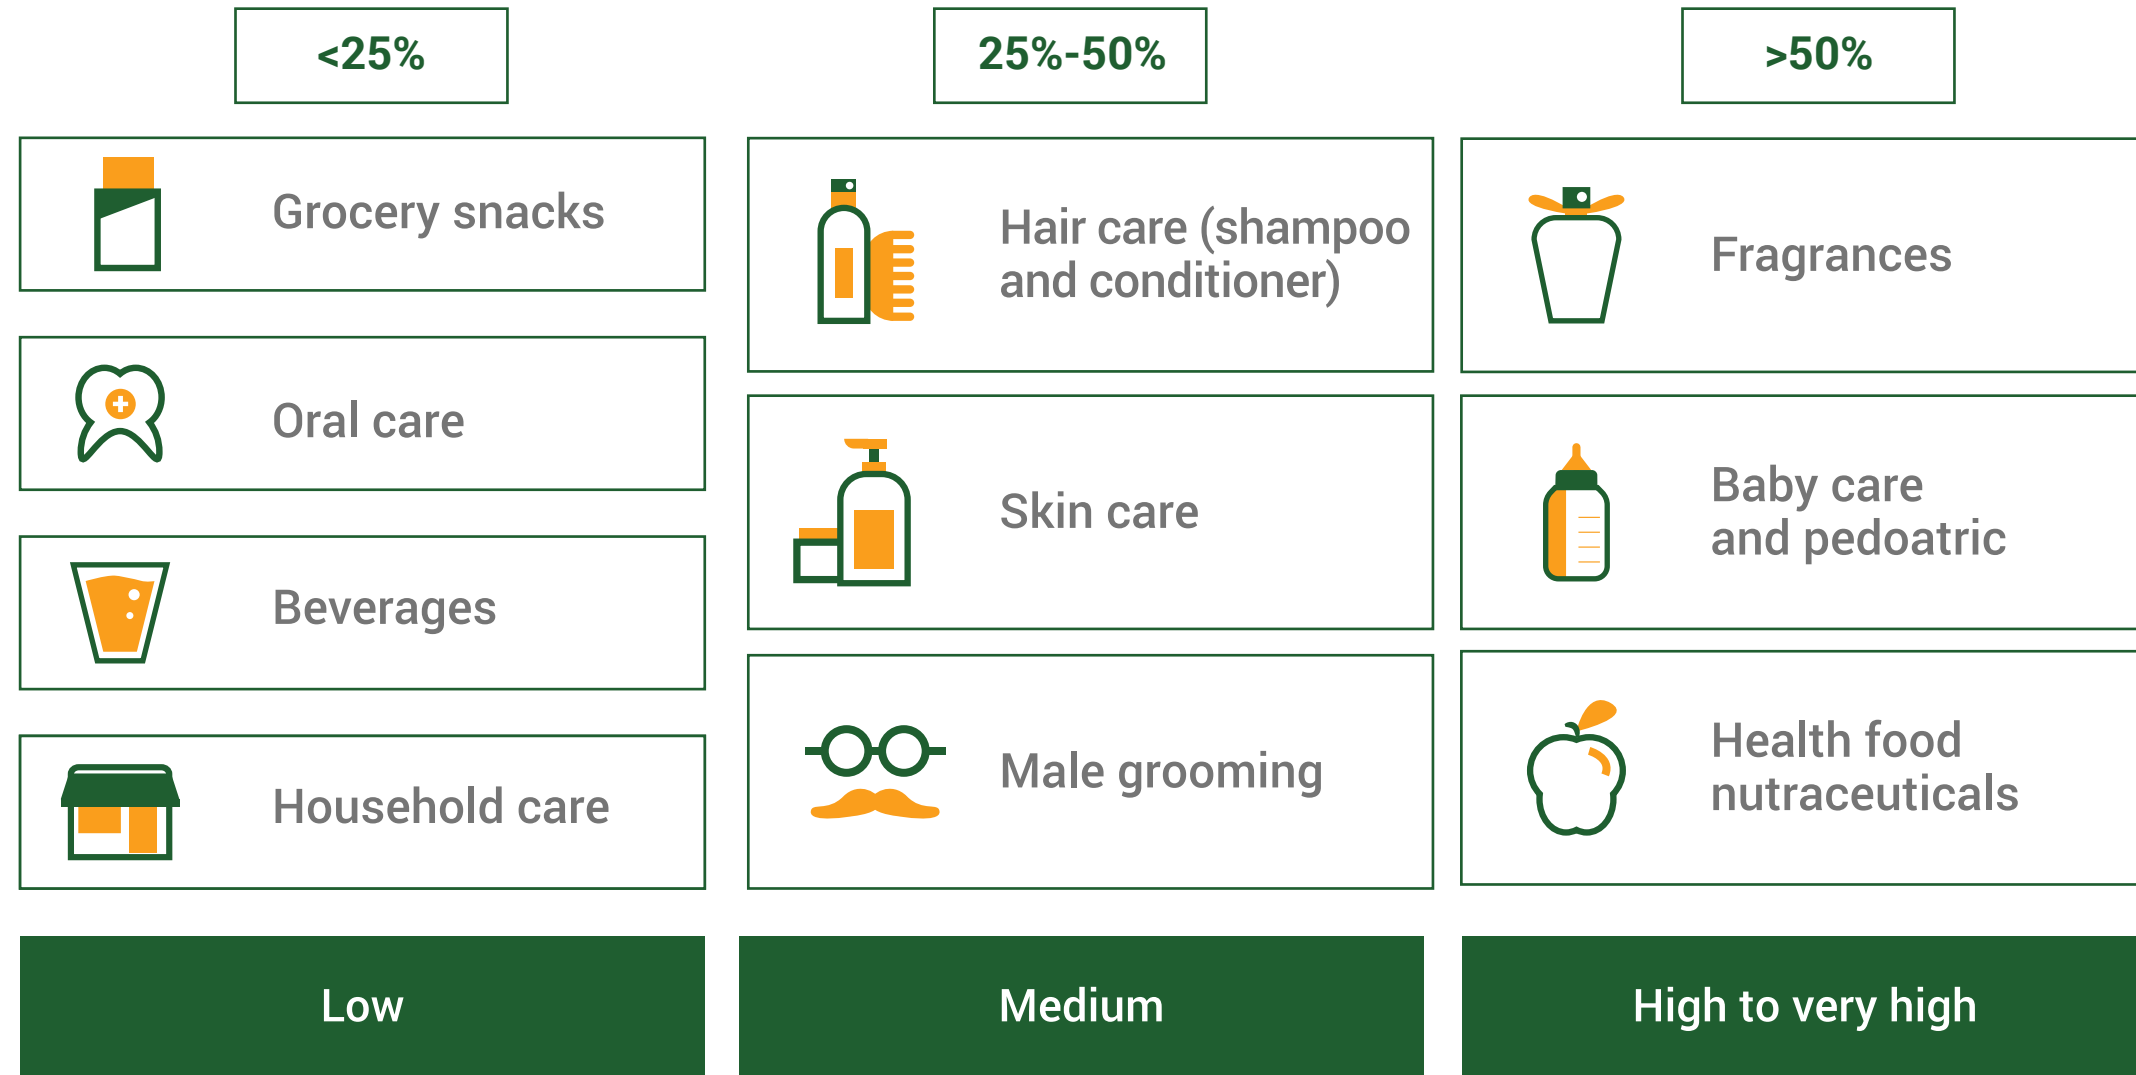 <25%
Grocery snacks
Oral care
Beverages
Household care
Low
25%-50%
Hair care (shampoo
and conditioner)
Skin care
Male grooming
Medium
>50%
Fragrances
Baby care
and pedoatric
Health food
nutraceuticals
High to very high